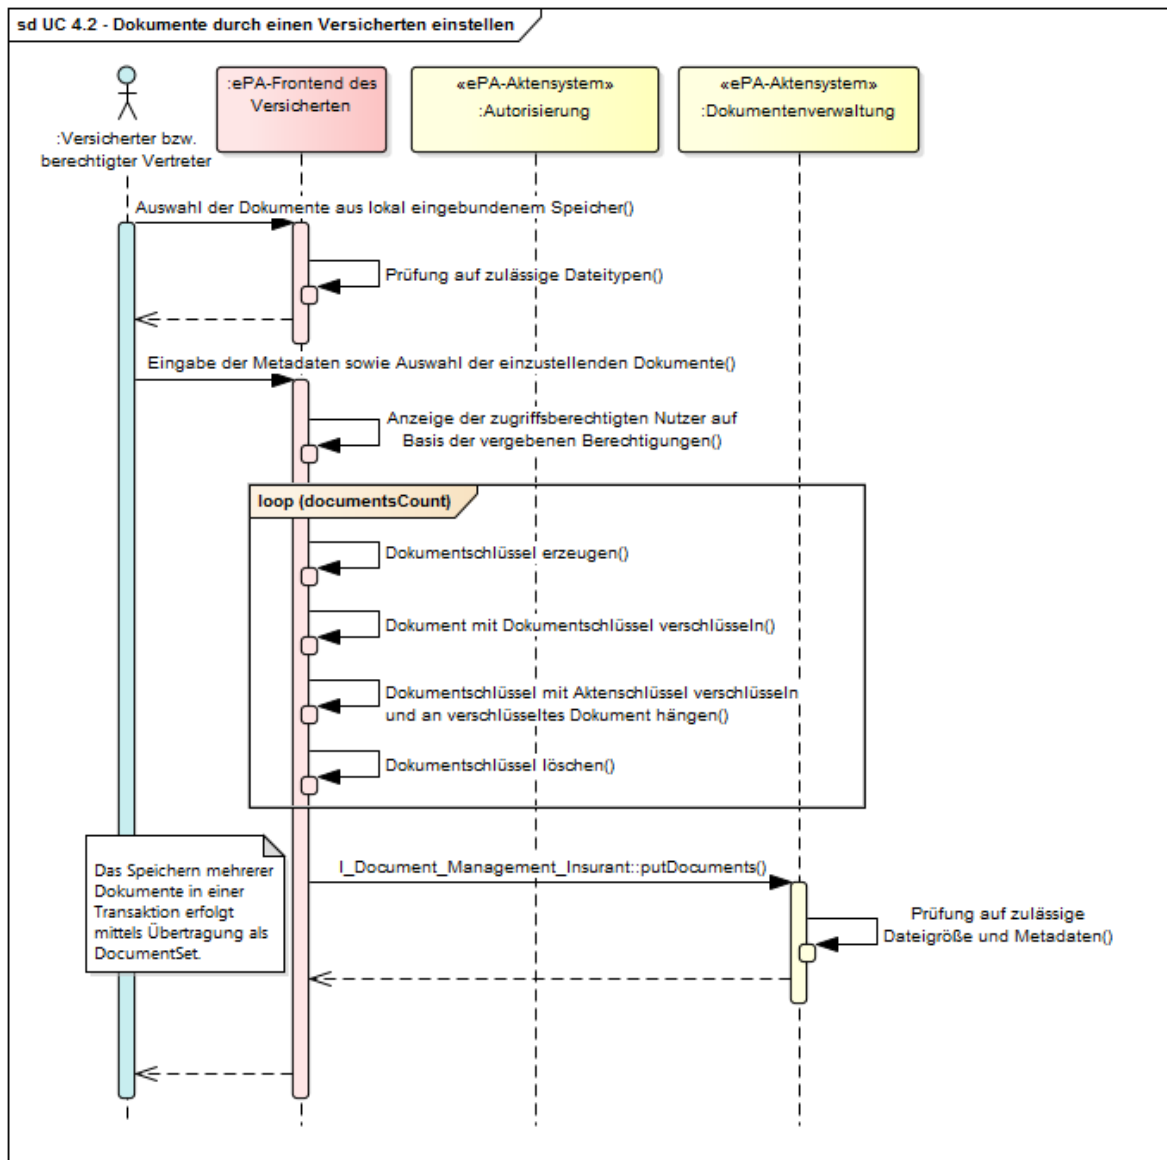 sd UC 4.2 - Dokumente durch einen Versicherten einstellen
:Versicherter bzw.
berechtigter Vertreter
:ePA-Frontend des
Versicherten
«ePA-Aktensystem»
:Autorisierung
«ePA-Aktensystem»
:Dokumentenverwaltung
Auswahl der Dokumente aus lokal eingebundenem Speicher()
Prüfung auf zulässige Dateitypen()
Eingabe der Metadaten sowie Auswahl der einzustellenden Dokumente()
Anzeige der zugriffsberechtigten Nutzer auf
Basis der vergebenen Berechtigungen()
loop (documentsCount)
Dokumentschlüssel erzeugen()
Dokument mit Dokumentschlüssel verschlüsseln()
Dokumentschlüssel mit Aktenschlüssel verschlüsseln
und an verschlüsseltes Dokument hängen()
Dokumentschlüssel löschen()
Das Speichern mehrerer
Dokumente in einer
Transaktion erfolgt
mittels Übertragung als
DocumentSet.
I_Document_Management_Insurant::putDocuments()
Prüfung auf zulässige
Dateigröße und Metadaten()